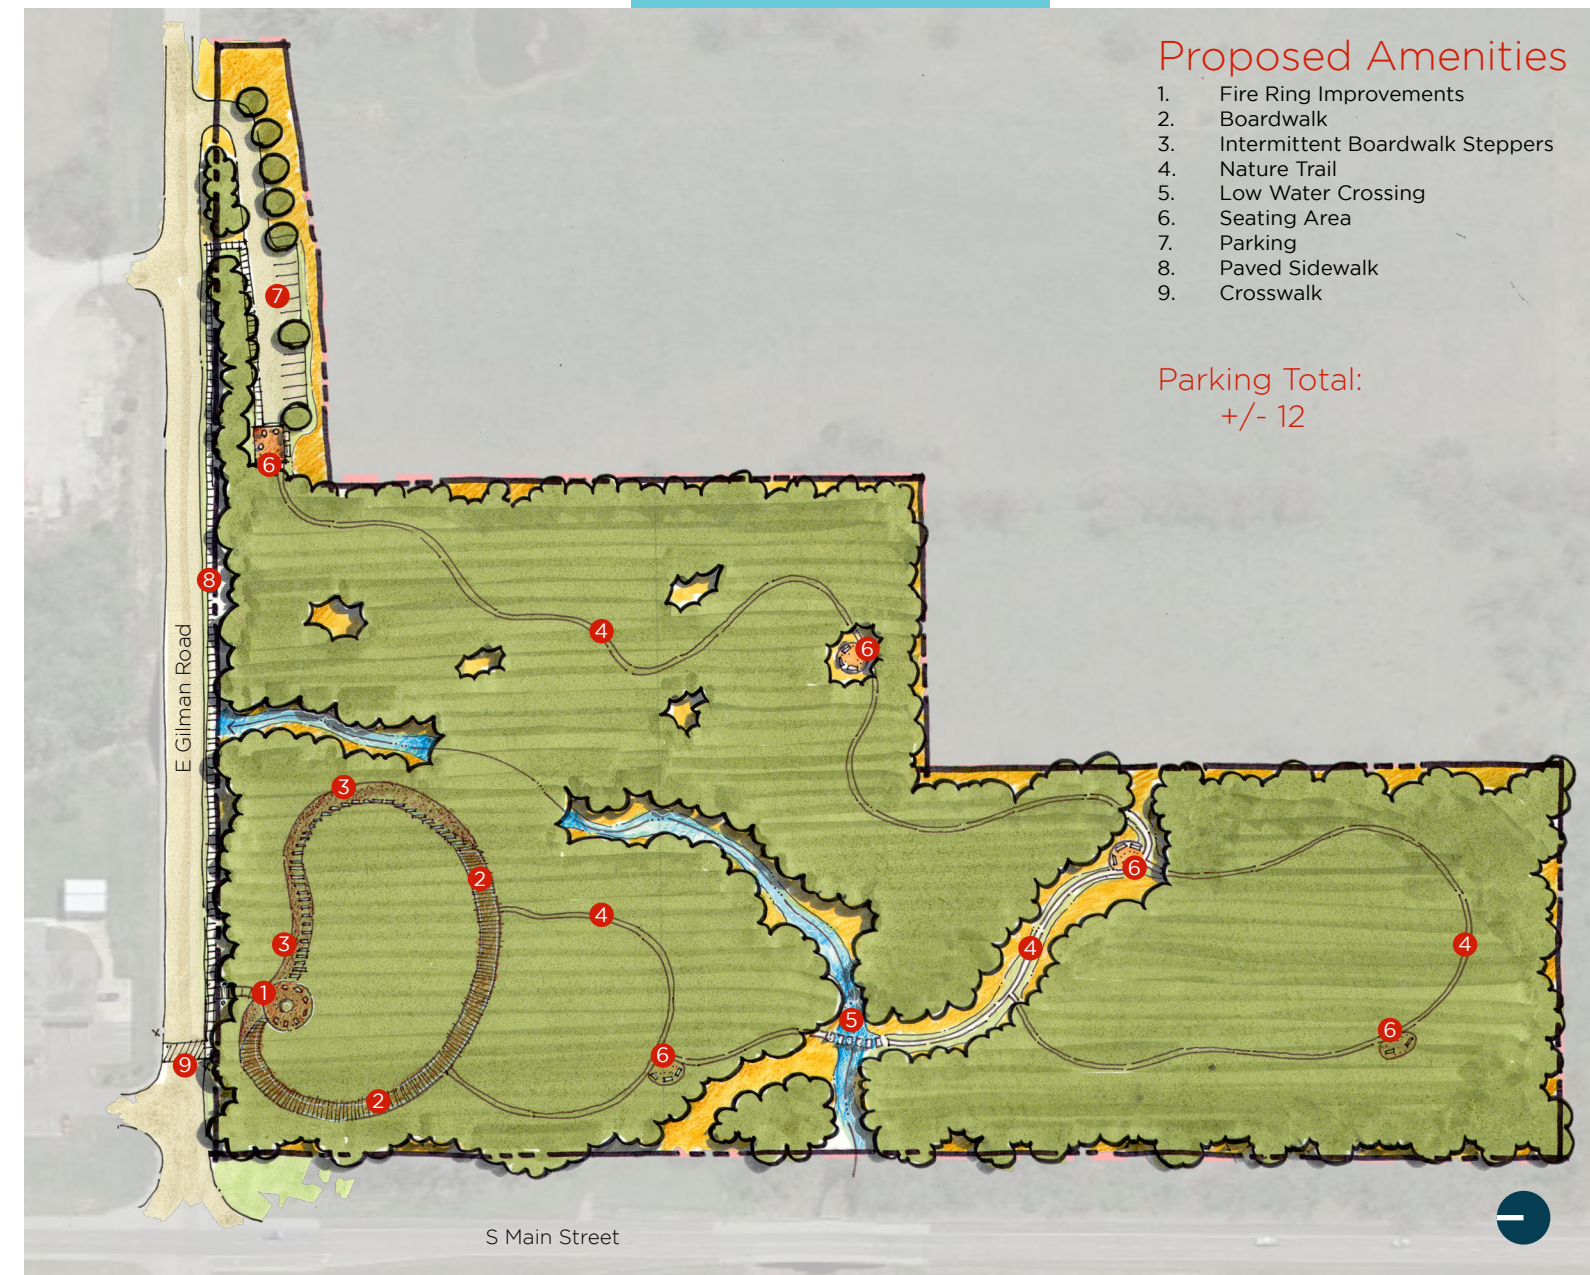 Proposed Amenities
1. Fire Ring Improvements
2. Boardwalk
3. Intermittent Boardwalk Steppers
4. Nature Trail
5. Low Water Crossing
6. Seating Area
7. Parking
8. Paved Sidewalk
9. Crosswalk
Parking Total:
+/- 12
7
6
8
4
6
E Gilman Road
3
2
6
4
3
4
4
1
5
6
6
9
2
S Main Street